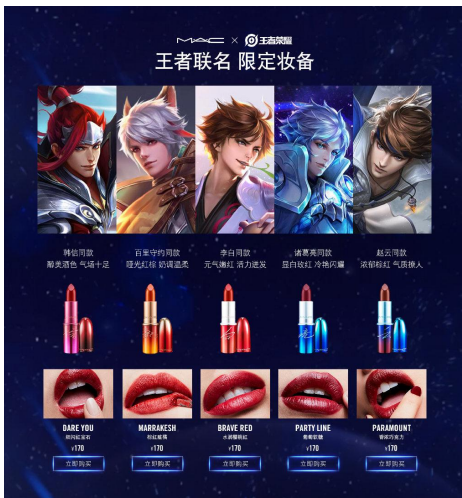 MAC × 王者荣耀
王者联名 限定妆备
韩信同款 百里守约同款 李白同款 诸葛亮同款 赵云同款
醉美酒色 气场十足 哑光红棕 奶调温柔 元气嫩红 活力迸发 显白玫红 冷艳闪耀 浓郁棕红 气质撩人
DARE YOU MARRAKESH BRAVE RED PARTY LINE PARAMOUNT
¥170 ¥170 ¥170 ¥170 ¥170
立即购买 立即购买 立即购买 立即购买 立即购买